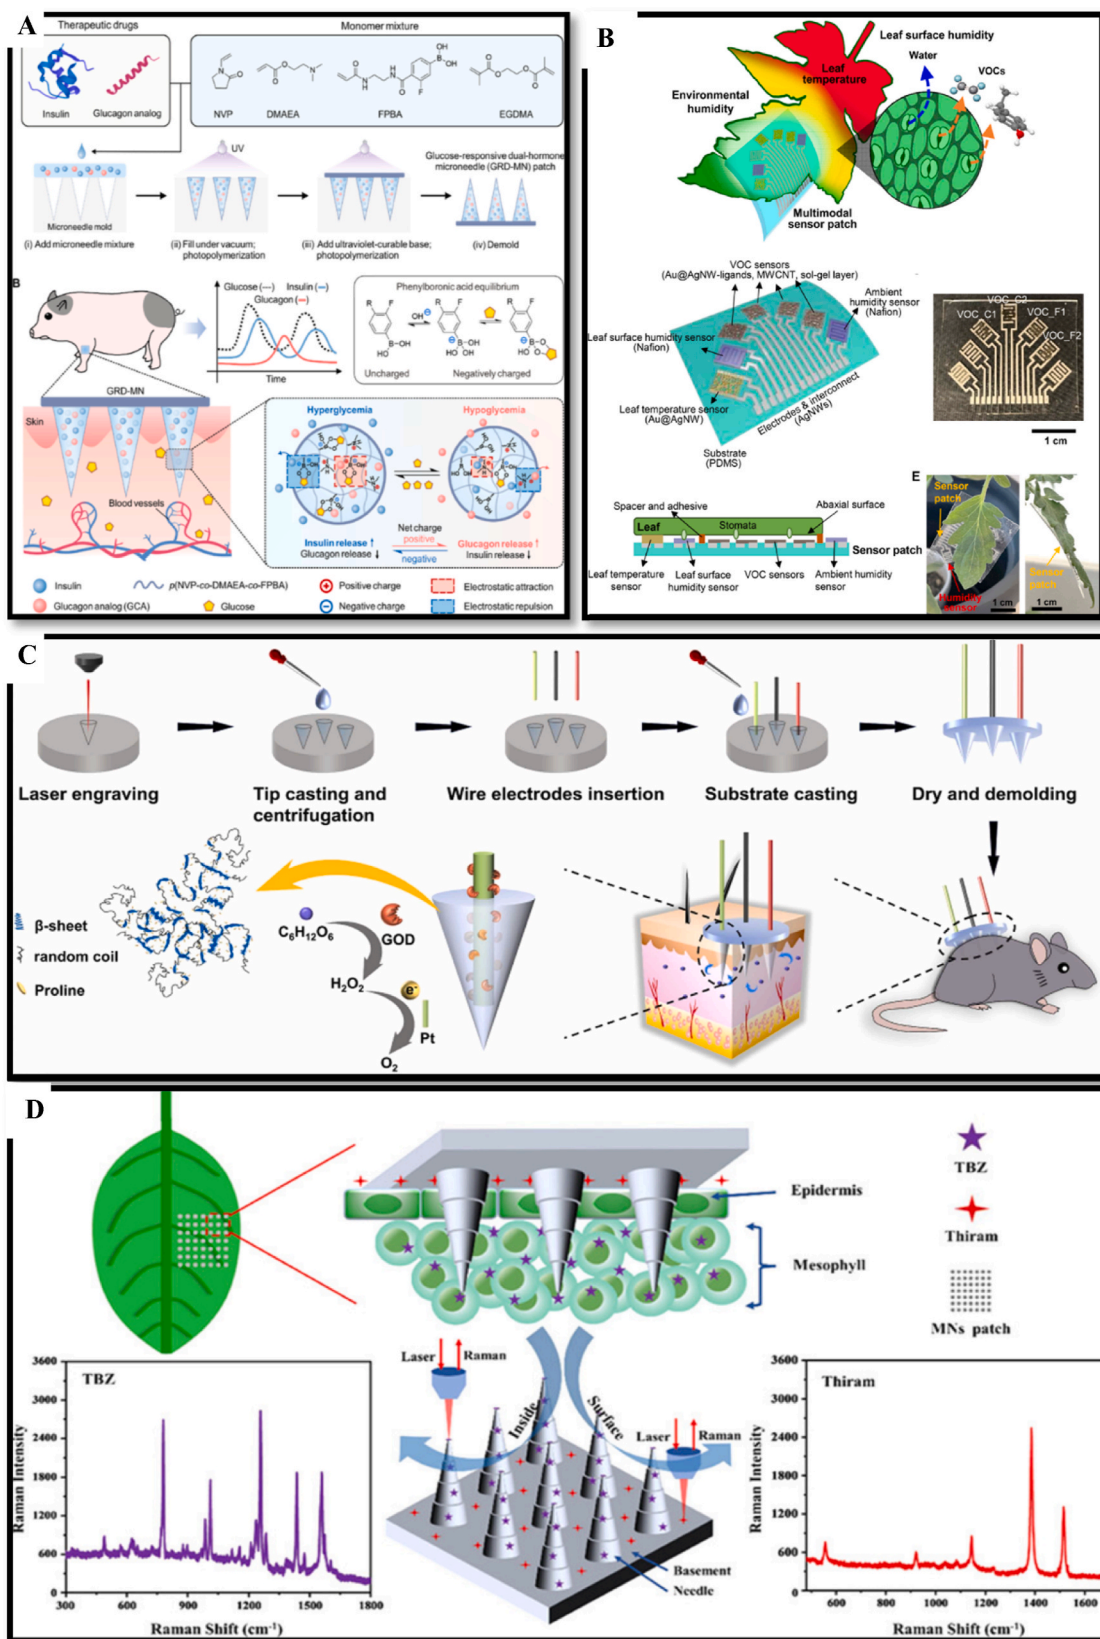 A
Therapeutic drugs
Monomer mixture
Insulin
Glucagon analog
NVP
DMAEA
FPBA
EGDMA
UV
Glucose-responsive dual-hormone
microneedle (GRD-MN) patch
Microneedle mold
(i) Add microneedle mixture
(ii) Fill under vacuum;
photopolymerization
(iii) Add ultraviolet-curable base;
photopolymerization
(iv) Demold
B
Glucose (---)
Insulin (—)
Glucagon (—)
Time
Phenylboronic acid equilibrium
Uncharged
Negatively charged
GRD-MN
Skin
Blood vessels
Hyperglycemia
Hypoglycemia
Net charge
positive
negative
Insulin release ↑
Glucagon release ↓
Glucagon release ↑
Insulin release ↓
Insulin
p(NVP-co-DMAEA-co-FPBA)
Positive charge
Electrostatic attraction
Glucagon analog (GCA)
Glucose
Negative charge
Electrostatic repulsion
B
Leaf surface humidity
Water
VOCs
Leaf
temperature
Environmental
humidity
Multimodal
sensor patch
VOC sensors
(Au@AgNW-ligands, MWCNT, sol-gel layer)
Ambient
humidity sensor
(Nafion)
Leaf surface humidity sensor
(Nafion)
Leaf temperature sensor
(Au@AgNW)
Electrodes & interconnect
(AgNWs)
Substrate
(PDMS)
VOC_C2
VOC_C1
VOC_F1
VOC_F2
1 cm
Spacer and adhesive
Abaxial surface
Leaf
Stomata
Sensor patch
Leaf temperature
sensor
Leaf surface
humidity sensor
VOC sensors
Ambient humidity
sensor
E
Sensor
patch
Humidity
sensor
1 cm
Sensor
patch
1 cm
C
Laser engraving
Tip casting and
centrifugation
Wire electrodes insertion
Substrate casting
Dry and demolding
β-sheet
random coil
Proline
C₆H₁₂O₆
GOD
H₂O₂
e⁻
Pt
O₂
D
Epidermis
Mesophyll
TBZ
Thiram
MNs patch
TBZ
Raman Intensity
3600
3000
2400
1800
1200
600
0
300
600
900
1200
1500
1800
Raman Shift (cm⁻¹)
Laser
Raman
Inside
Surface
Laser
Raman
Basement
Needle
Thiram
Raman Intensity
3600
3000
2400
1800
1200
600
0
600
800
1000
1200
1400
1600
Raman Shift (cm⁻¹)